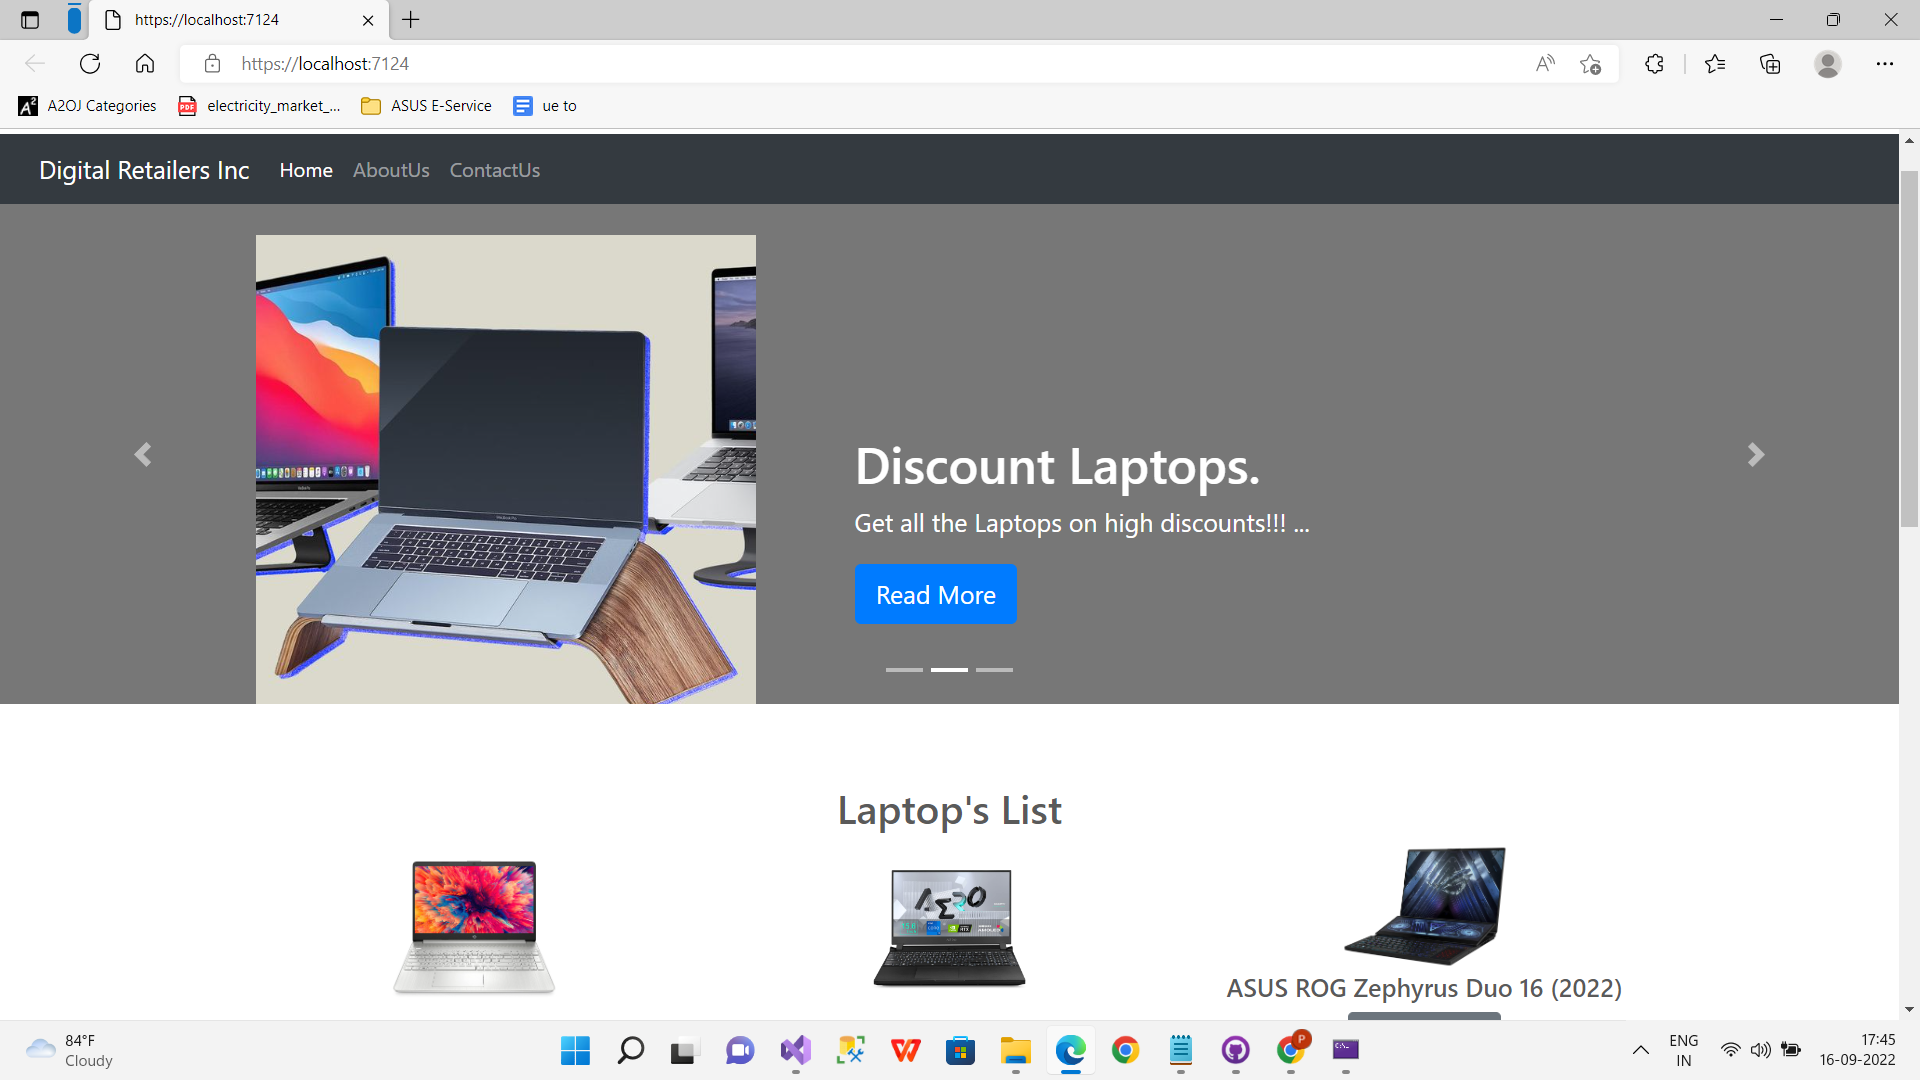 https://localhost:7124
https://localhost:7124
A2OJ Categories
electricity_market_...
ASUS E-Service
ue to
Digital Retailers Inc
Home
AboutUs
ContactUs
Discount Laptops.
Get all the Laptops on high discounts!!! ...
Read More
Laptop's List
AERO
ASUS ROG Zephyrus Duo 16 (2022)
84°F
Cloudy
ENG
IN
17:45
16-09-2022